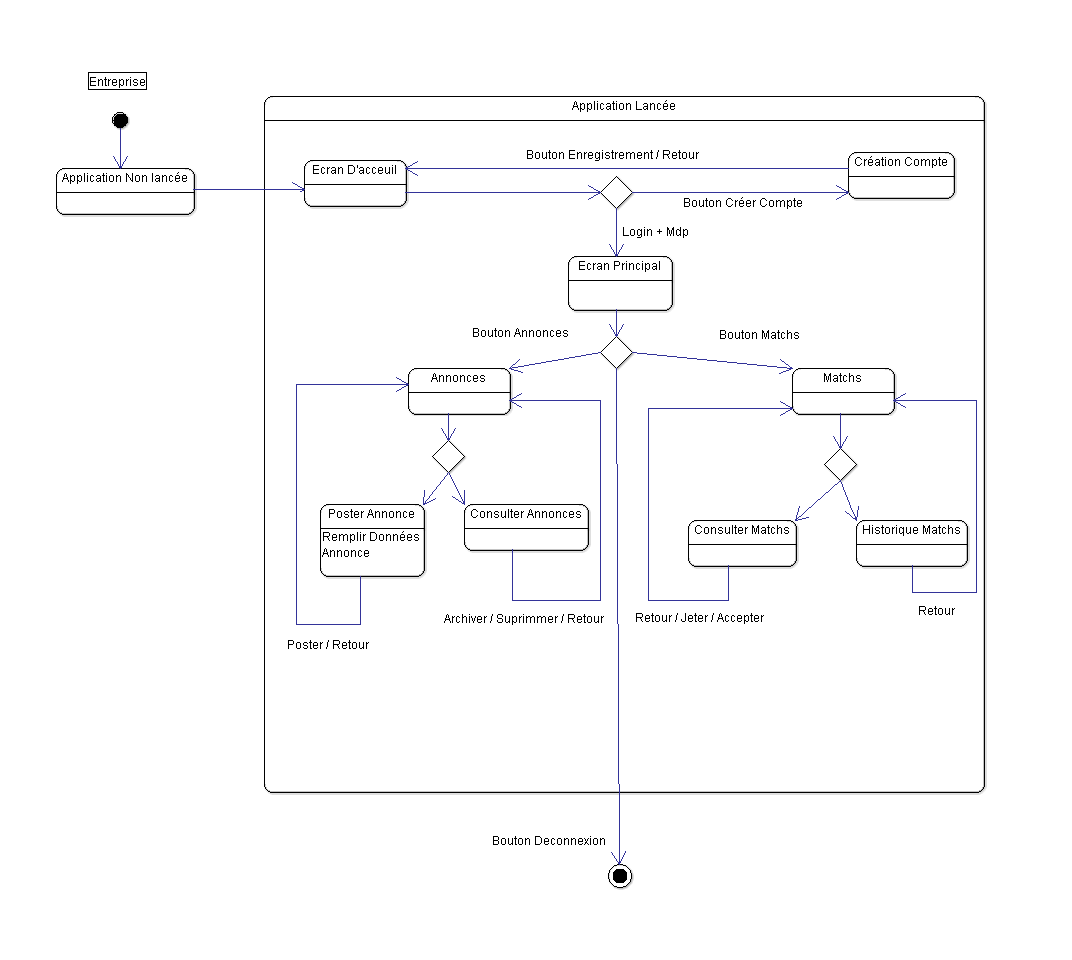 Entreprise
Application Lancée
Application Non lancée
Ecran D'acceuil
Bouton Enregistrement / Retour
Création Compte
Bouton Créer Compte
Login + Mdp
Ecran Principal
Bouton Annonces
Bouton Matchs
Annonces
Matchs
Poster Annonce
Remplir Données
Annonce
Consulter Annonces
Consulter Matchs
Historique Matchs
Archiver / Suprimmer / Retour
Retour / Jeter / Accepter
Retour
Poster / Retour
Bouton Deconnexion